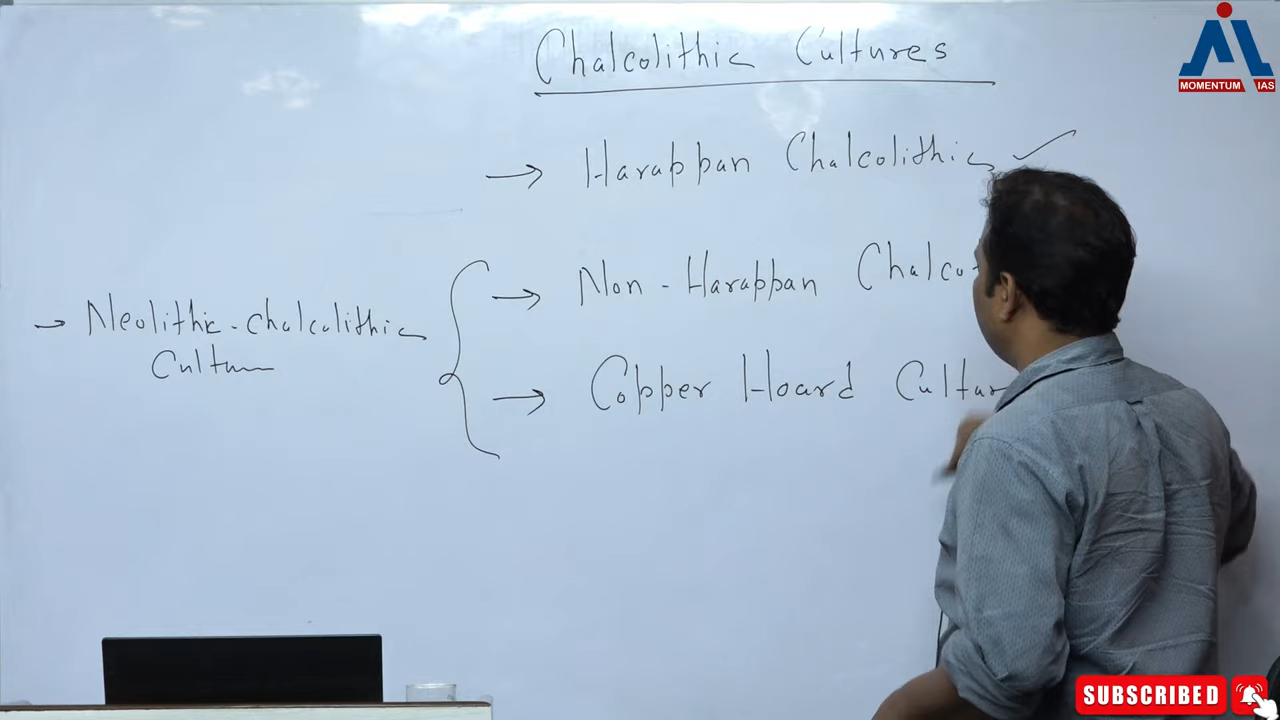 Chalcolithic Cultures
→ Harappan Chalcolithic ✓
→ Non-Harappan
→ Neolithic-chalcolithic
Culture
→ Copper Hoard
MOMENTUM IAS
SUBSCRIBED